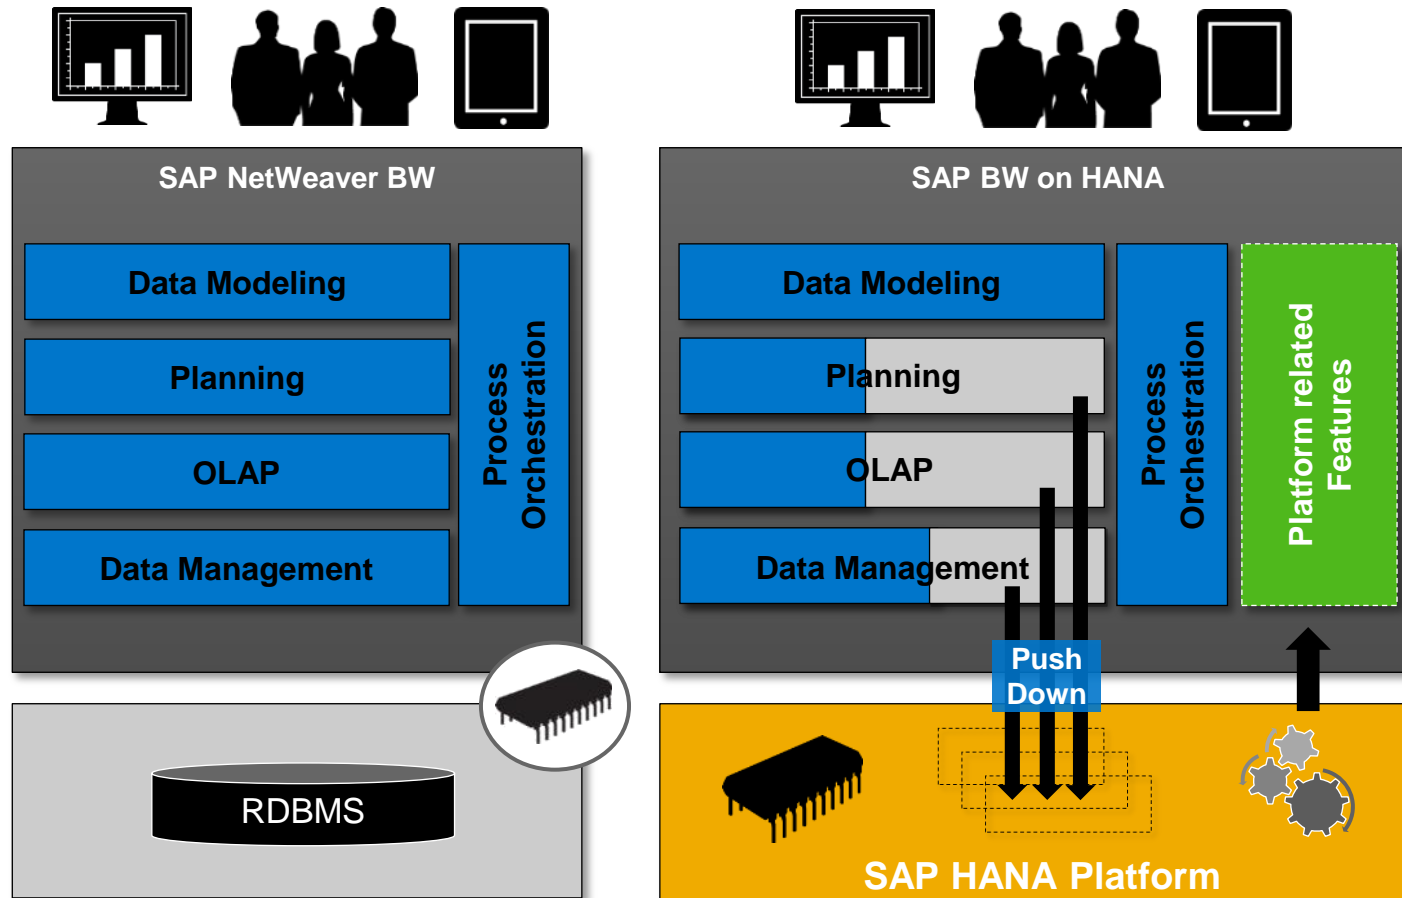 SAP NetWeaver BW
Data Modeling
Planning
OLAP
Data Management
Process
Orchestration
RDBMS
SAP BW on HANA
Data Modeling
Planning
OLAP
Data Management
Process
Orchestration
Platform related
Features
Push
Down
SAP HANA Platform